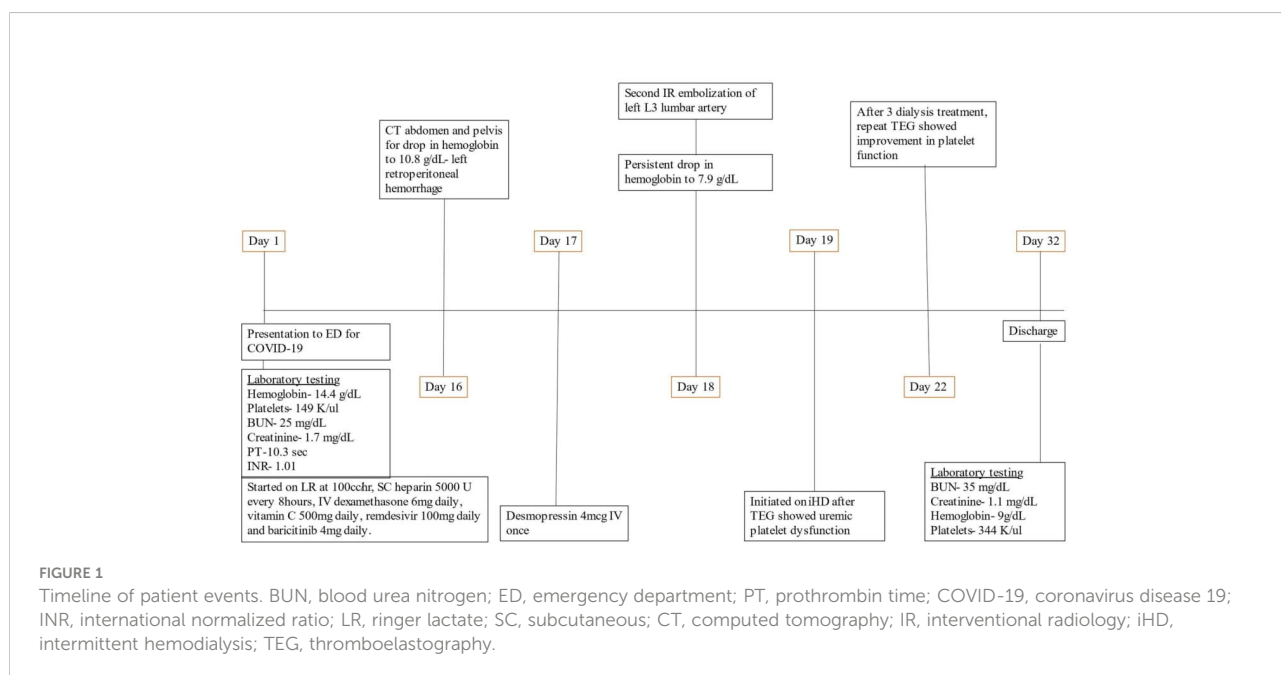 Second IR embolization of
left L3 lumbar artery
CT abdomen and pelvis
for drop in hemoglobin
to 10.8 g/dL- left
retroperitoneal
hemorrhage
Persistent drop in
hemoglobin to 7.9 g/dL
After 3 dialysis treatment,
repeat TEG showed
improvement in platelet
function
Day 1
Day 17
Day 19
Day 32
Presentation to ED for
COVID-19
Laboratory testing
Hemoglobin- 14.4 g/dL
Platelets- 149 K/ul
BUN- 25 mg/dL
Creatinine- 1.7 mg/dL
PT-10.3 sec
INR- 1.01
Started on LR at 100cchr, SC heparin 5000 U
every 8hours, IV dexamethasone 6mg daily,
vitamin C 500mg daily, remdesivir 100mg daily
and baricitinib 4mg daily.
Day 16
Desmopressin 4mcg IV
once
Day 18
Initiated on iHD after
TEG showed uremic
platelet dysfunction
Day 22
Discharge
Laboratory testing
BUN- 35 mg/dL
Creatinine- 1.1 mg/dL
Hemoglobin- 9g/dL
Platelets- 344 K/ul
FIGURE 1
Timeline of patient events. BUN, blood urea nitrogen; ED, emergency department; PT, prothrombin time; COVID-19, coronavirus disease 19;
INR, international normalized ratio; LR, ringer lactate; SC, subcutaneous; CT, computed tomography; IR, interventional radiology; iHD,
intermittent hemodialysis; TEG, thromboelastography.